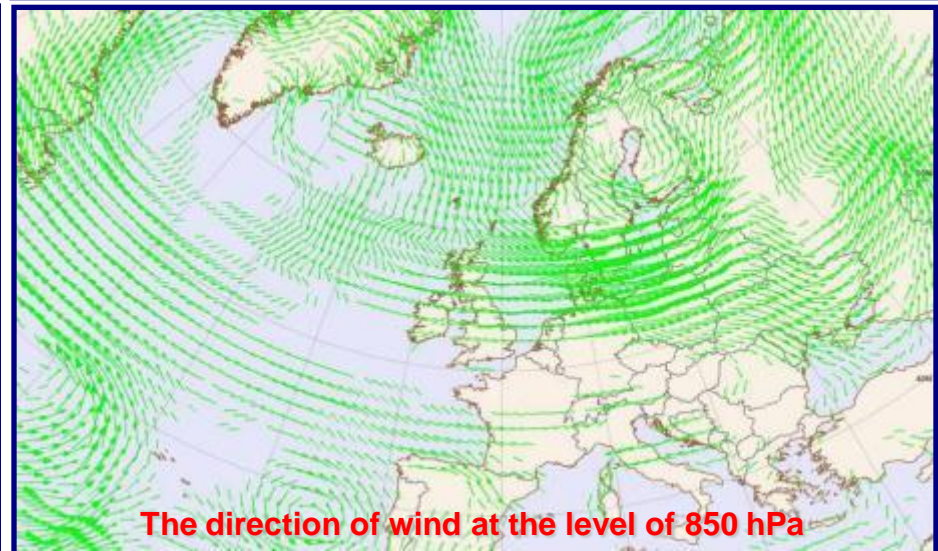 The direction of wind at the level of 850 hPa